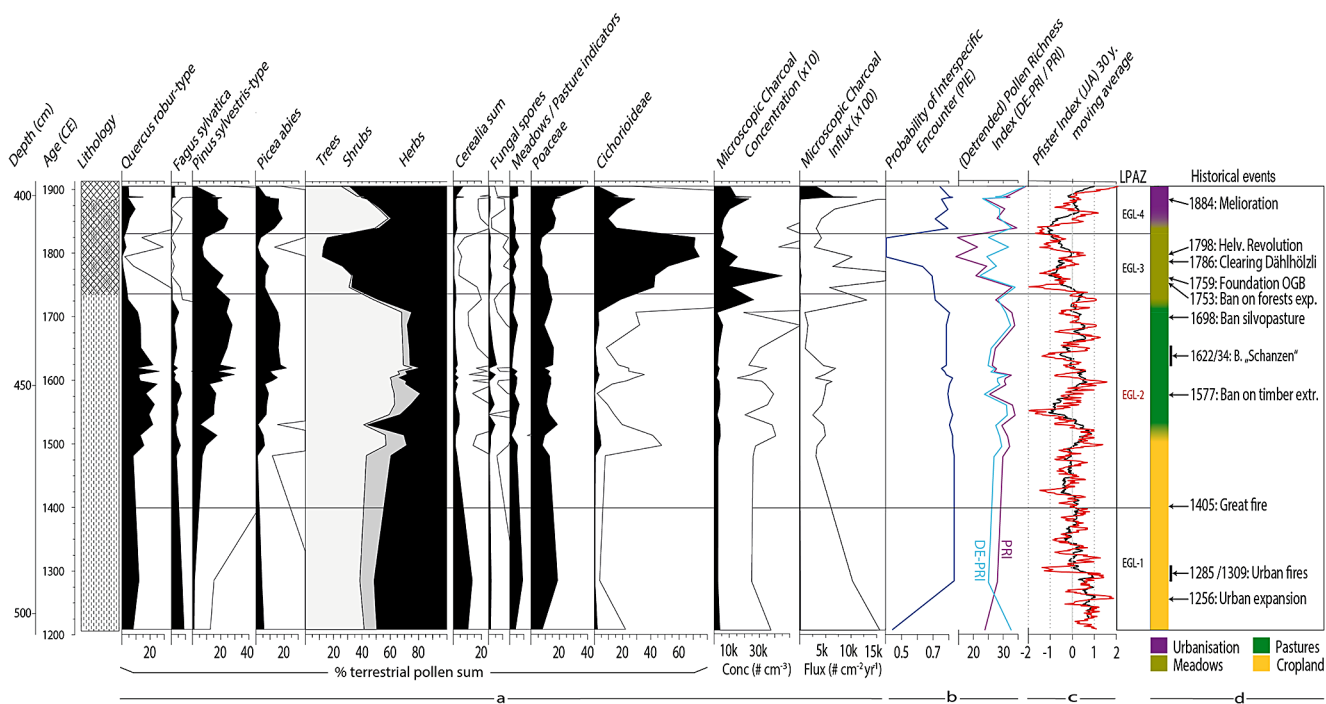 Depth (cm)
Age (CE)
Lithology
Quercus robur-type
Fagus sylvatica
Pinus sylvestris-type
Picea abies
Trees
Shrubs
Herbs
Cerealia sum
Fungal spores
Meadows / Pasture indicators
Poaceae
Cichorioideae
Microscopic Charcoal
Concentration (x10)
Microscopic Charcoal
Influx (x100)
Probability of Interspecific
Encounter (PIE)
(Detrended) Pollen Richness
Index (DE-PRI / PRI)
Pfister Index (JJA) 30 y.
moving average
LPAZ
Historical events
400
450
500
1900
1800
1700
1600
1500
1400
1300
1200
EGL-4
EGL-3
EGL-2
EGL-1
1884: Melioration
1798: Helv. Revolution
1786: Clearing Dählhölzli
1759: Foundation OGB
1753: Ban on forests exp.
1698: Ban silvopasture
1622/34: B. „Schanzen"
1577: Ban on timber extr.
1405: Great fire
1285 /1309: Urban fires
1256: Urban expansion
DE-PRI
PRI
20 20 20 20 40 60 80 20 20 20 20 40 20 40 60 10k 30k 5k 10k 15k 0.5 0.7 20 30 -2 -1 0 1 2
% terrestrial pollen sum
Conc (# cm-³)
Flux (# cm-²yr¹)
Urbanisation
Pastures
Meadows
Cropland
a
b
c
d